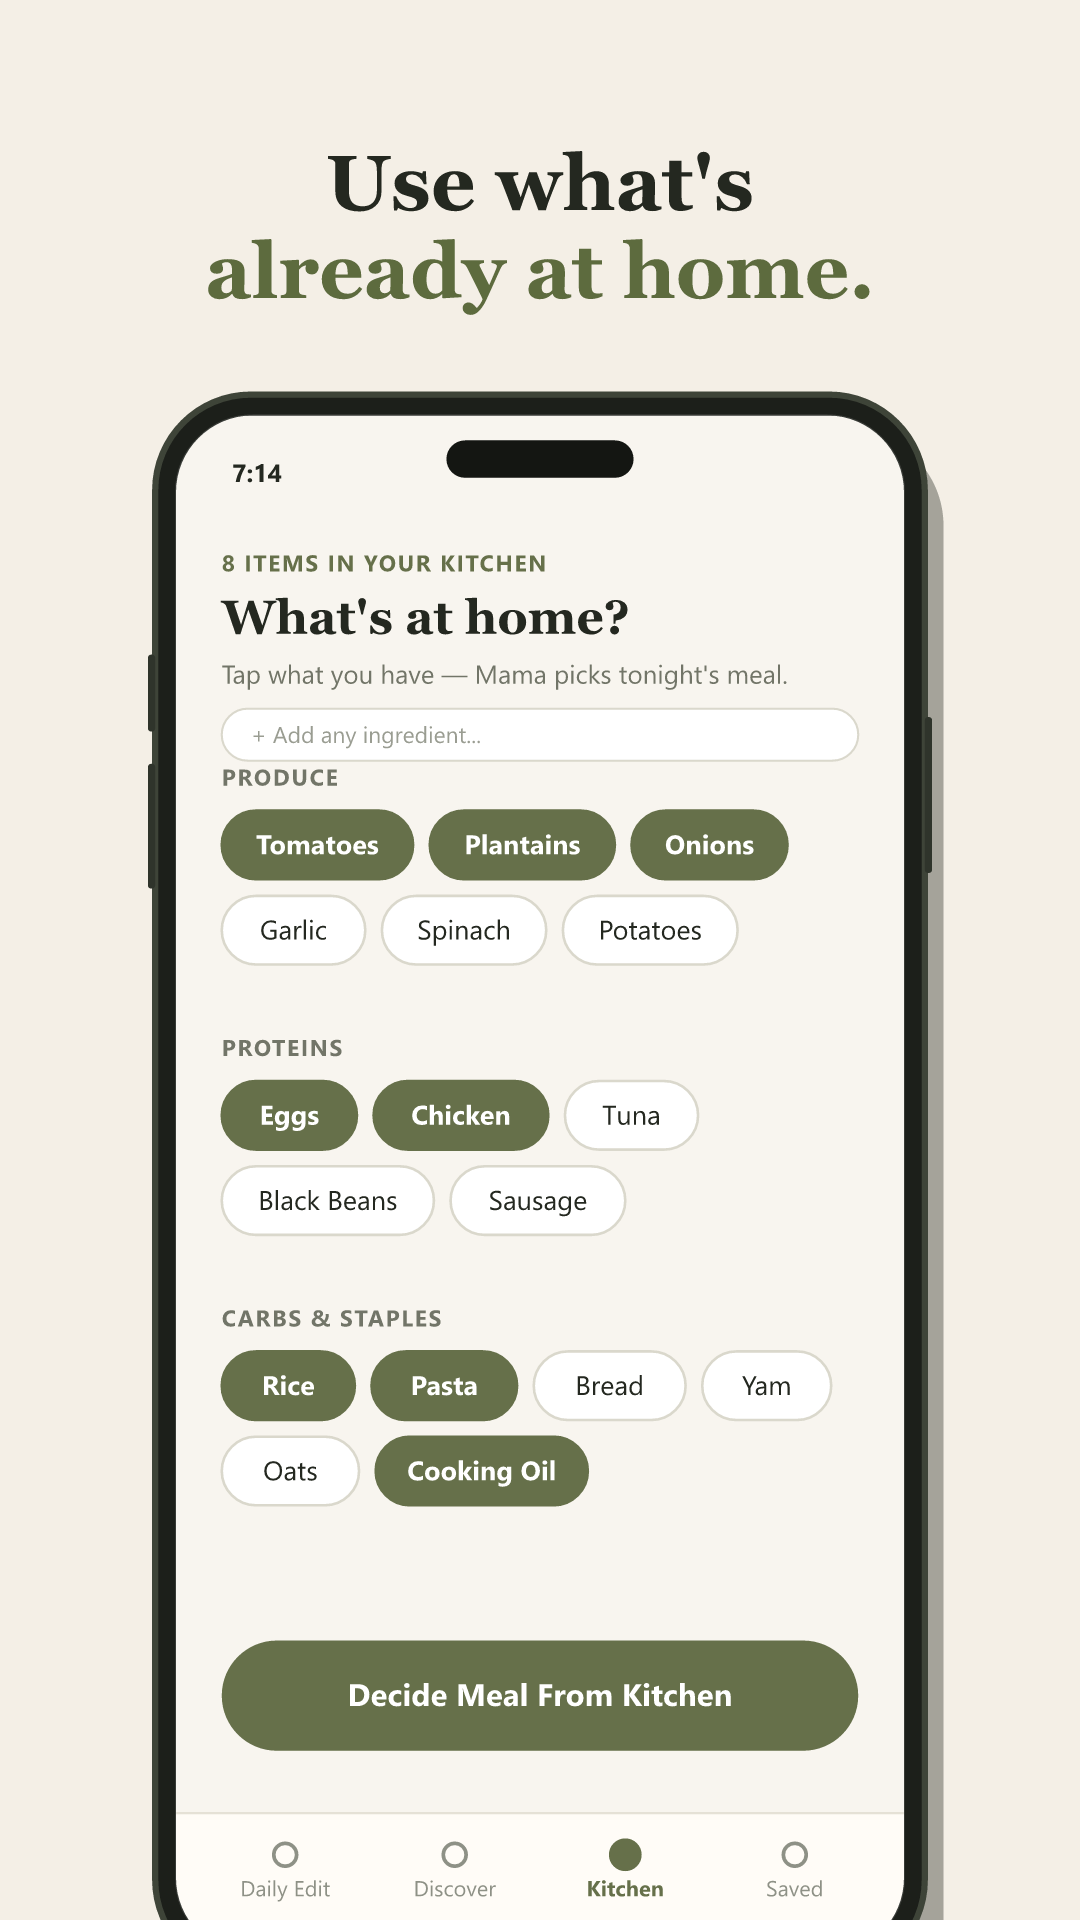 Use what's
already at home.
7:14
8 ITEMS IN YOUR KITCHEN
What's at home?
Tap what you have — Mama picks tonight's meal.
+ Add any ingredient...
PRODUCE
Tomatoes Plantains Onions
Garlic Spinach Potatoes
PROTEINS
Eggs Chicken Tuna
Black Beans Sausage
CARBS & STAPLES
Rice Pasta Bread Yam
Oats Cooking Oil
Decide Meal From Kitchen
Daily Edit Discover Kitchen Saved